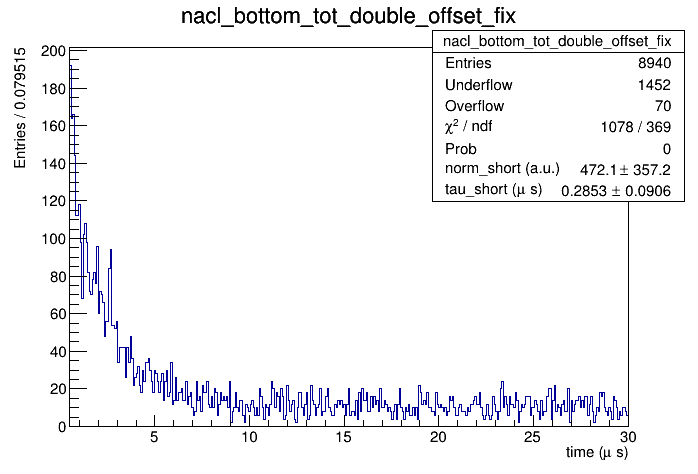 nacl_bottom_tot_double_offset_fix
nacl_bottom_tot_double_offset_fix
Entries 8940
Underflow 1452
Overflow 70
χ² / ndf 1078 / 369
Prob 0
norm_short (a.u.) 472.1 ± 357.2
tau_short (μ s) 0.2853 ± 0.0906
Entries / 0.079515
200
180
160
140
120
100
80
60
40
20
0
5 10 15 20 25 30
time (μ s)